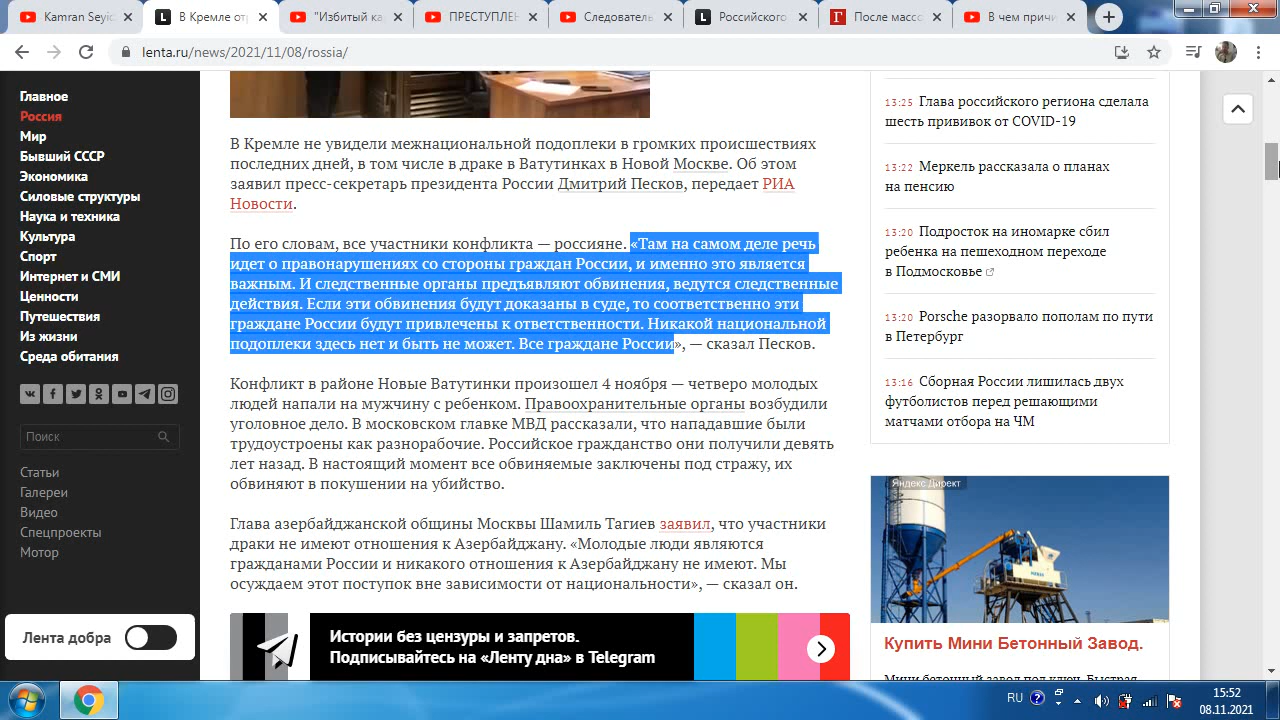 Kamran Seyid
В Кремле от
"Избитый ка
ПРЕСТУПЛЕ
Следователь
Российского
После массо
В чем причи
lenta.ru/news/2021/11/08/rossia/
Главное
Россия
Мир
Бывший СССР
Экономика
Силовые структуры
Наука и техника
Культура
Спорт
Интернет и СМИ
Ценности
Путешествия
Из жизни
Среда обитания
Поиск
Статьи
Галереи
Видео
Спецпроекты
Мотор
Лента добра
В Кремле не увидели межнациональной подоплеки в громких происшествиях
последних дней, в том числе в драке в Ватутинках в Новой Москве. Об этом
заявил пресс-секретарь президента России Дмитрий Песков, передает РИА
Новости.
По его словам, все участники конфликта — россияне. «Там на самом деле речь
идет о правонарушениях со стороны граждан России, и именно это является
важным. И следственные органы предъявляют обвинения, ведутся следственные
действия. Если эти обвинения будут доказаны в суде, то соответственно эти
граждане России будут привлечены к ответственности. Никакой национальной
подоплеки здесь нет и быть не может. Все граждане России», — сказал Песков.
Конфликт в районе Новые Ватутинки произошел 4 ноября — четверо молодых
людей напали на мужчину с ребенком. Правоохранительные органы возбудили
уголовное дело. В московском главке МВД рассказали, что нападавшие были
трудоустроены как разнорабочие. Российское гражданство они получили девять
лет назад. В настоящий момент все обвиняемые заключены под стражу, их
обвиняют в покушении на убийство.
Глава азербайджанской общины Москвы Шамиль Тагиев заявил, что участники
драки не имеют отношения к Азербайджану. «Молодые люди являются
гражданами России и никакого отношения к Азербайджану не имеют. Мы
осуждаем этот поступок вне зависимости от национальности», — сказал он.
Истории без цензуры и запретов.
Подписывайтесь на «Ленту дна» в Telegram
13:25 Глава российского региона сделала
шесть прививок от COVID-19
13:22 Меркель рассказала о планах
на пенсию
13:20 Подросток на иномарке сбил
ребенка на пешеходном переходе
в Подмосковье
13:20 Porsche разорвало пополам по пути
в Петербург
13:16 Сборная России лишилась двух
футболистов перед решающими
матчами отбора на ЧМ
Яндекс Директ
Купить Мини Бетонный Завод.
Мини бетонный завод под ключ. Быстрая
RU
15:52
08.11.2021